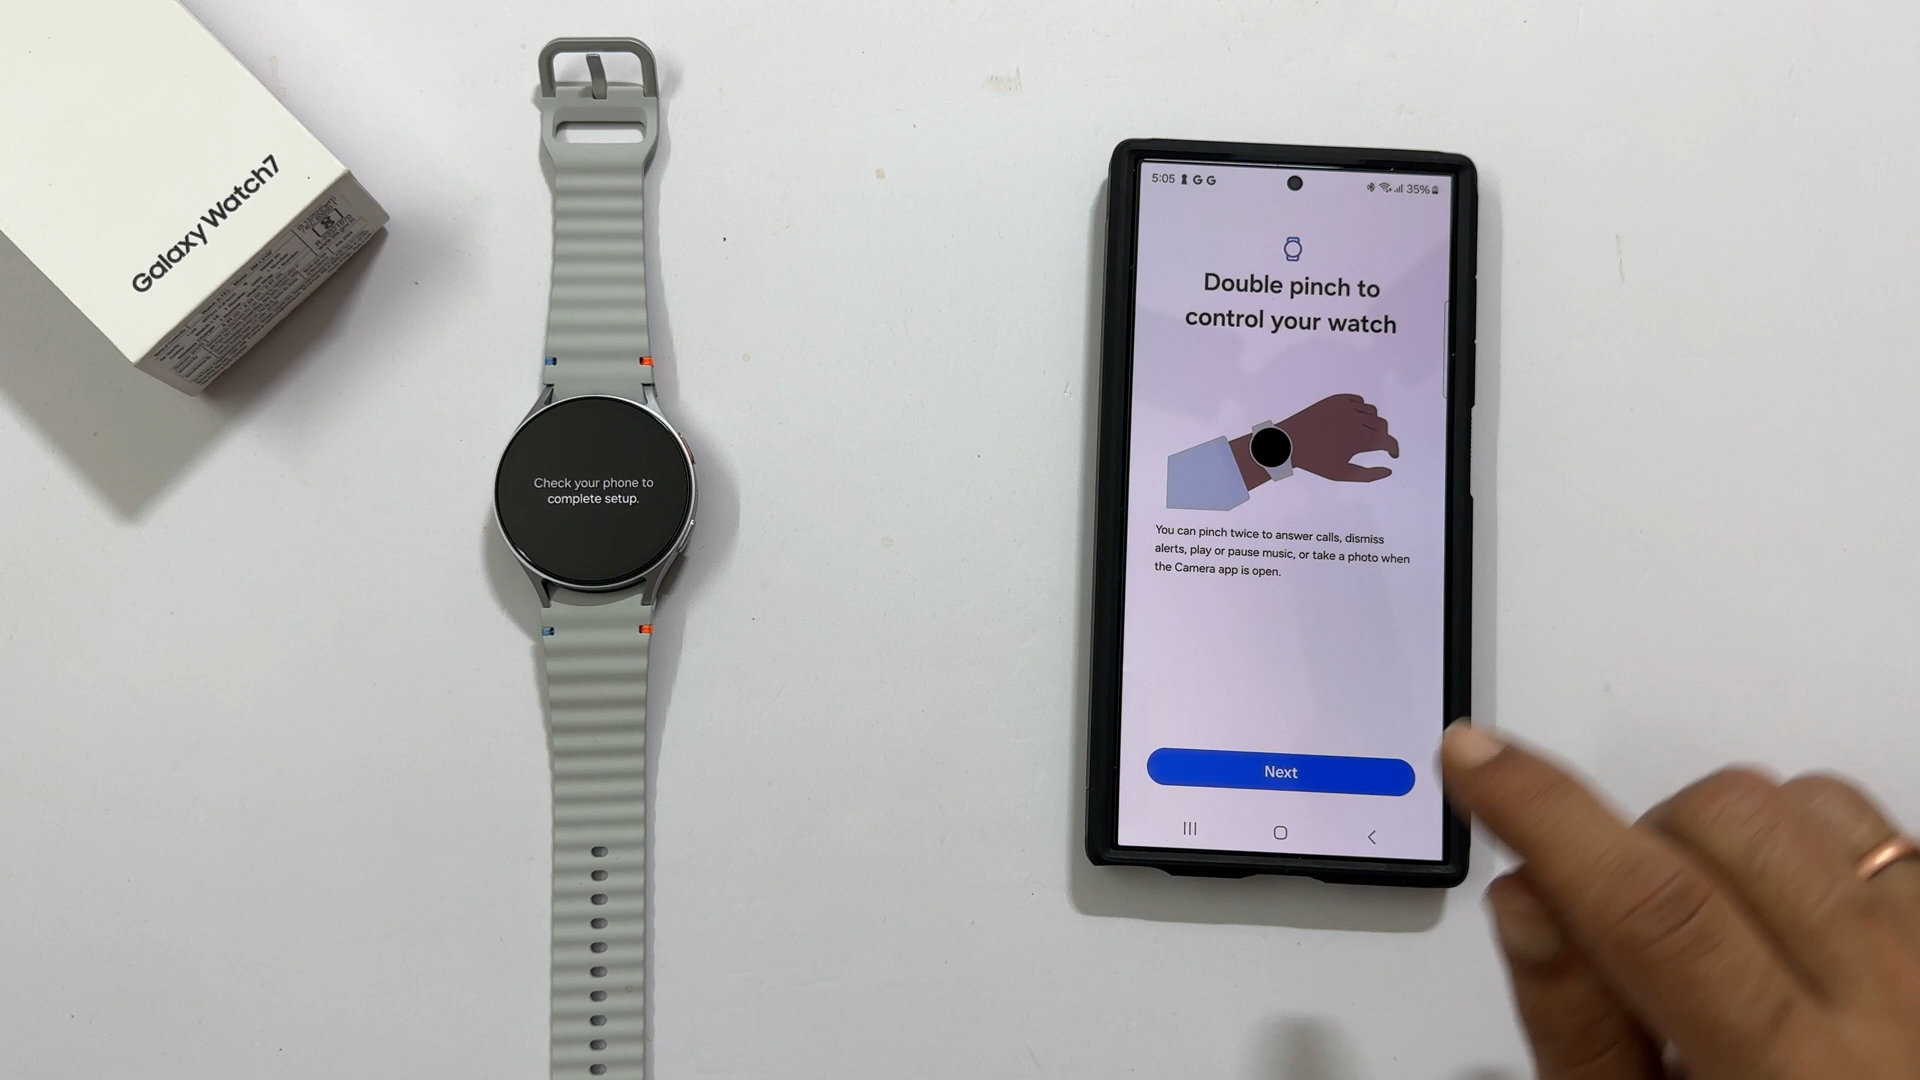 Galaxy Watch7
Check your phone to
complete setup.
5:05 G G
35%
Double pinch to
control your watch
You can pinch twice to answer calls, dismiss
alerts, play or pause music, or take a photo when
the Camera app is open.
Next